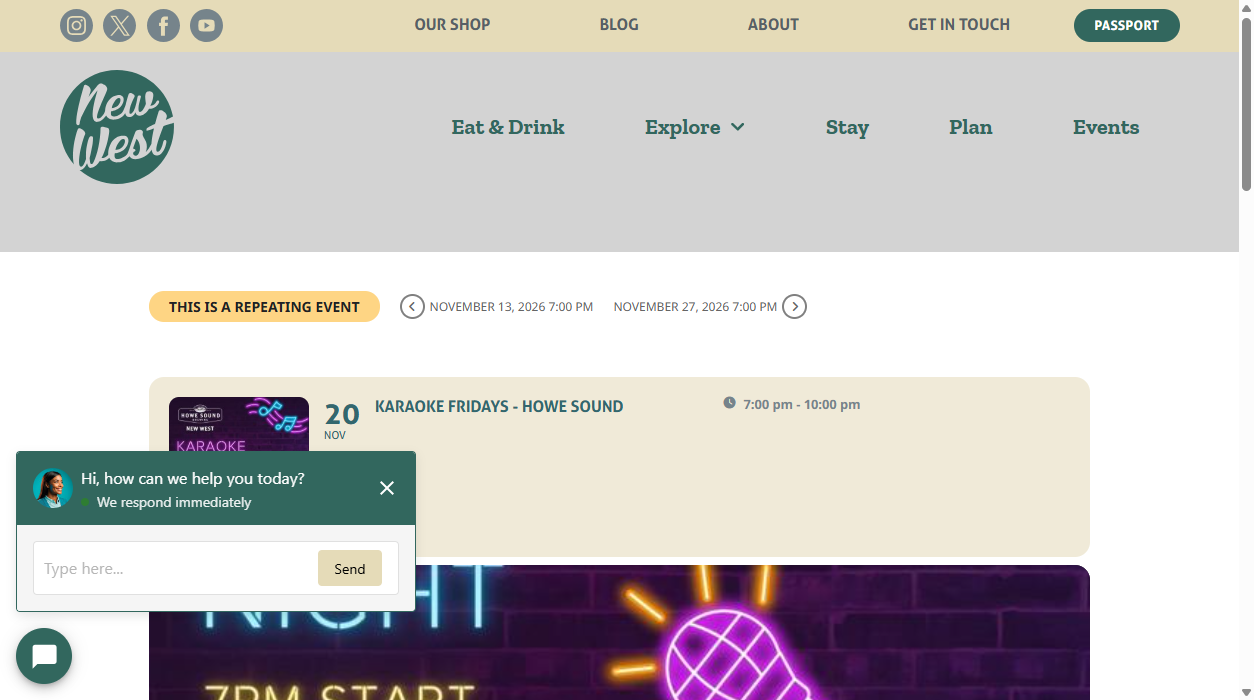 OUR SHOP
BLOG
ABOUT
GET IN TOUCH
PASSPORT
New West
Eat & Drink
Explore
Stay
Plan
Events
THIS IS A REPEATING EVENT
NOVEMBER 13, 2026 7:00 PM
NOVEMBER 27, 2026 7:00 PM
HOWE SOUND
NEW WEST
KARAOKE
20
NOV
KARAOKE FRIDAYS - HOWE SOUND
7:00 pm - 10:00 pm
Hi, how can we help you today?
We respond immediately
Type here...
Send
NIGHT
7PM START